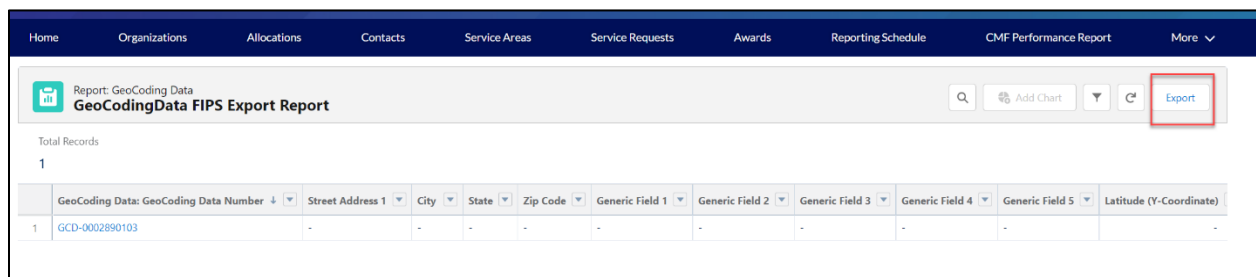 Home Organizations Allocations Contacts Service Areas Service Requests Awards Reporting Schedule CMF Performance Report More
Report: GeoCoding Data
GeoCodingData FIPS Export Report
Add Chart Export
Total Records
1
GeoCoding Data: GeoCoding Data Number ↓ Street Address 1 City State Zip Code Generic Field 1 Generic Field 2 Generic Field 3 Generic Field 4 Generic Field 5 Latitude (Y-Coordinate)
1 GCD-0002890103 - - - - - - - - - -